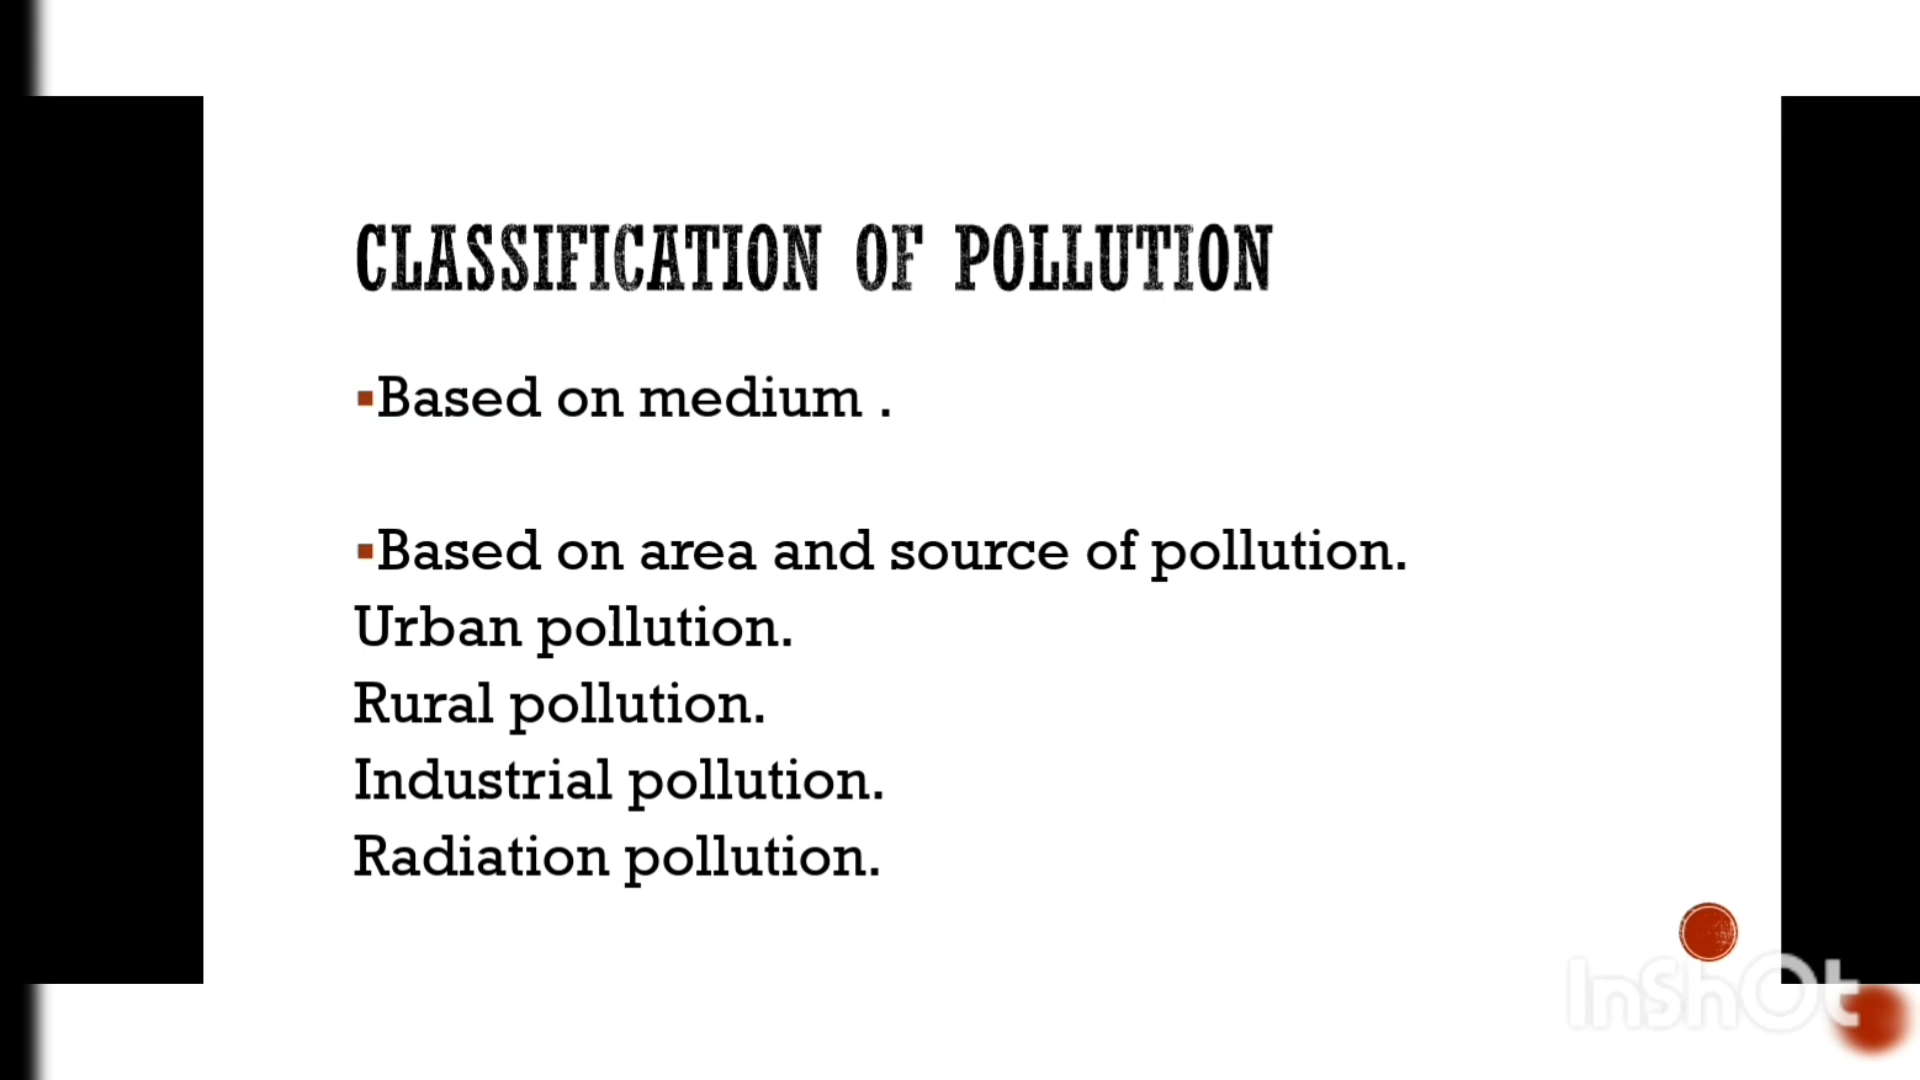 CLASSIFICATION OF POLLUTION
▪Based on medium .
▪Based on area and source of pollution.
Urban pollution.
Rural pollution.
Industrial pollution.
Radiation pollution.
InShOt